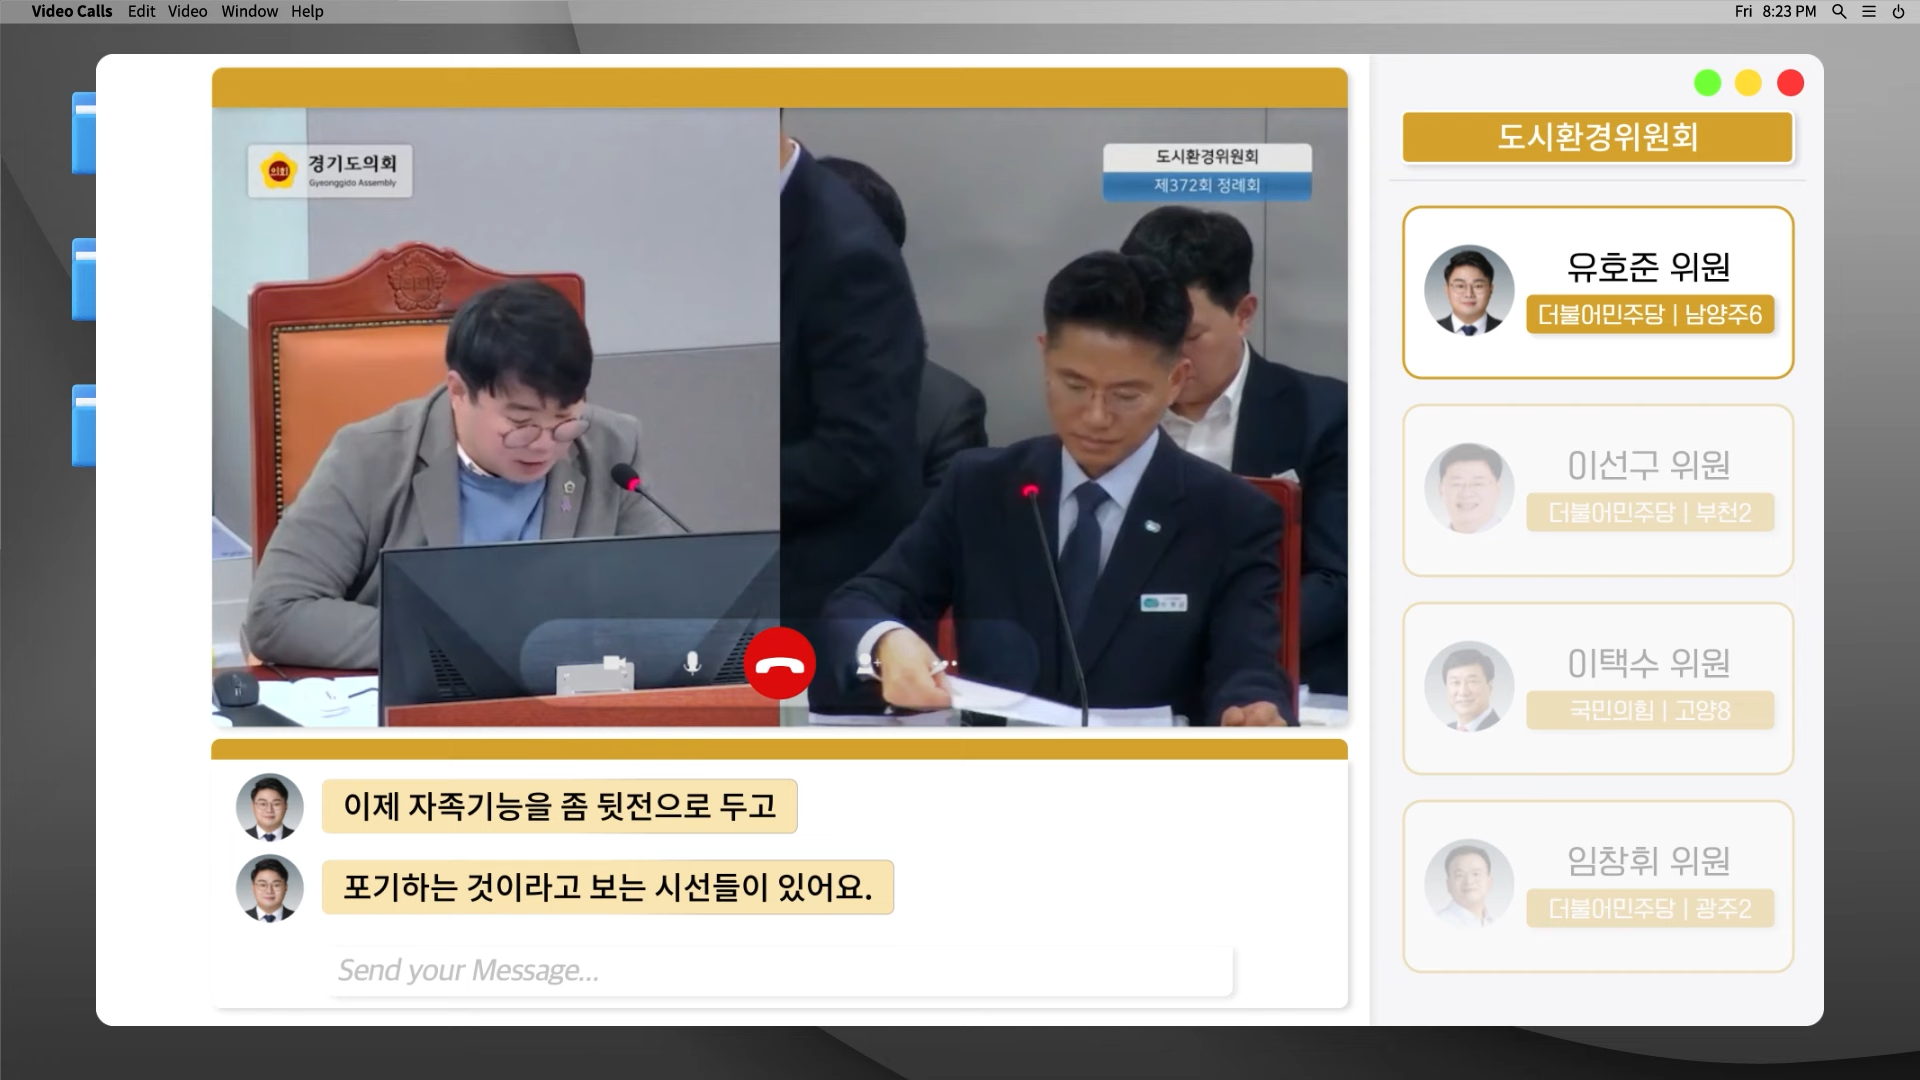 Video Calls Edit Video Window Help
Fri 8:23 PM
의회
경기도의회
Gyeonggido Assembly
도시환경위원회
제372회 정례회
도시환경위원회
유호준 위원
더불어민주당 | 남양주6
이선구 위원
더불어민주당 | 부천2
이택수 위원
국민의힘 | 고양8
임창휘 위원
더불어민주당 | 광주2
이제 자족기능을 좀 뒷전으로 두고
포기하는 것이라고 보는 시선들이 있어요.
Send your Message...